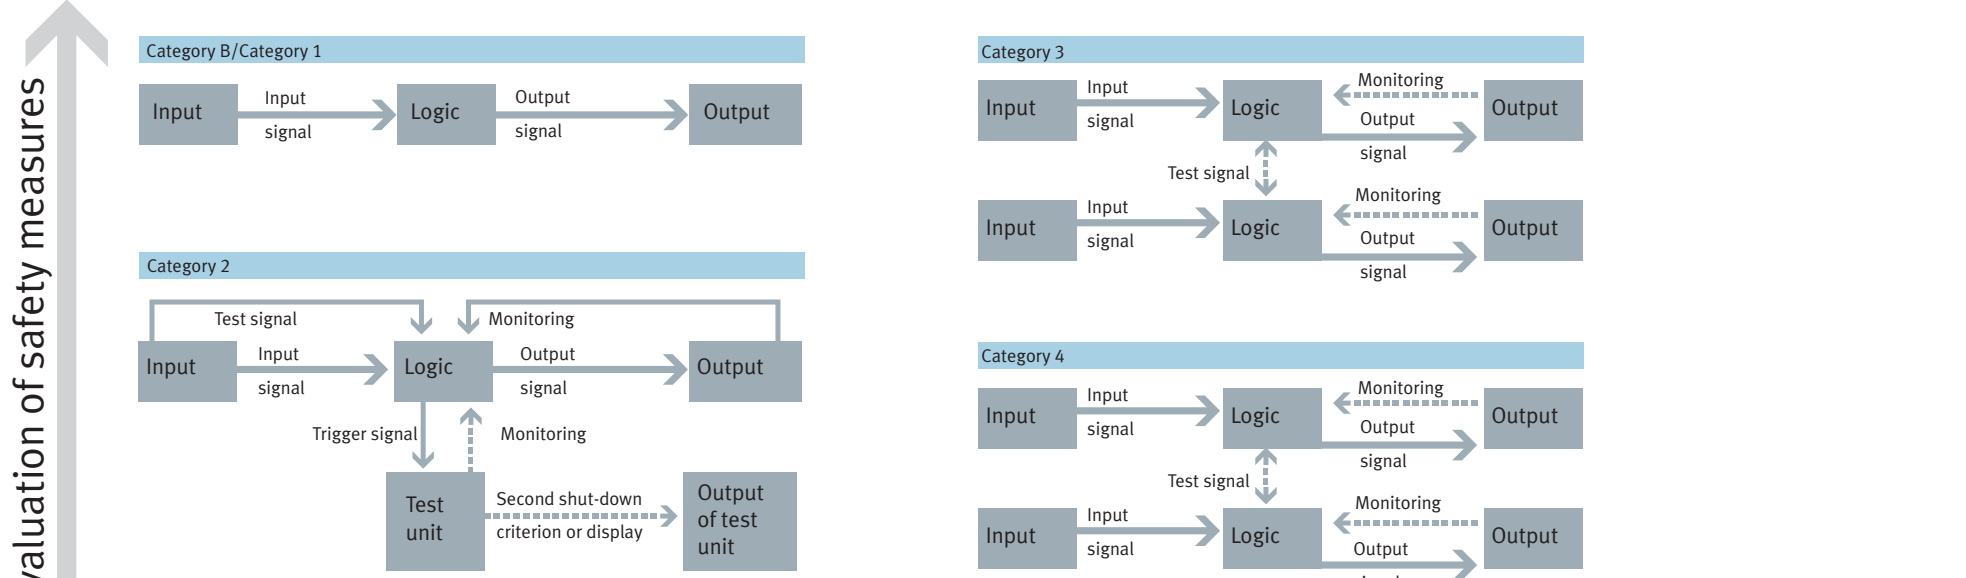 valuation of safety measures
Category B/Category 1
Input
Input
signal
Logic
Output
signal
Output
Category 2
Test signal
Monitoring
Input
Input
signal
Logic
Output
signal
Output
Trigger signal
Monitoring
Test
unit
Second shut-down
criterion or display
Output
of test
unit
Category 3
Input
Input
signal
Logic
Monitoring
Output
signal
Output
Test signal
Input
Input
signal
Logic
Monitoring
Output
signal
Output
Category 4
Input
Input
signal
Logic
Monitoring
Output
signal
Output
Test signal
Input
Input
signal
Logic
Monitoring
Output
Output